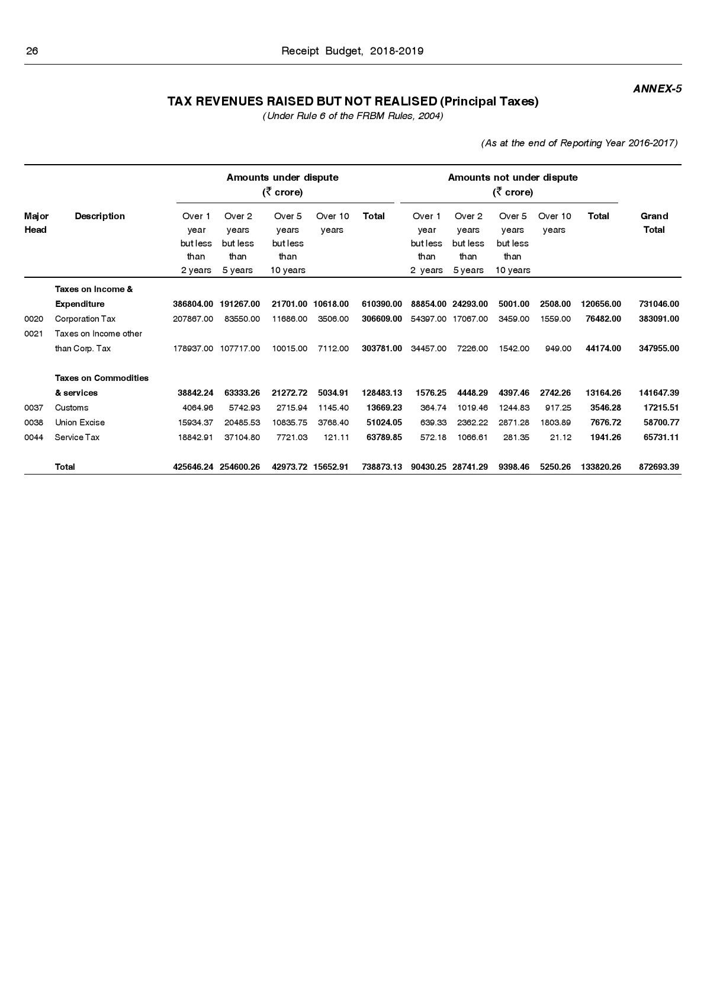 26 Receipt Budget, 2018-2019
ANNEX-5
TAX REVENUES RAISED BUT NOT REALISED (Principal Taxes)
(Under Rule 6 of the FRBM Rules, 2004)
(As at the end of Reporting Year 2016-2017)
Amounts under dispute Amounts not under dispute
(₹ crore) (₹ crore)
Major Description Over 1 Over 2 Over 5 Over 10 Total Over 1 Over 2 Over 5 Over 10 Total Grand
Head year years years years year years years years Total
but less but less but less but less but less but less
than than than than than than
2 years 5 years 10 years 2 years 5 years 10 years
Taxes on Income &
Expenditure 386804.00 191267.00 21701.00 10618.00 610390.00 88854.00 24293.00 5001.00 2508.00 120656.00 731046.00
0020 Corporation Tax 207867.00 83550.00 11686.00 3506.00 306609.00 54397.00 17067.00 3459.00 1559.00 76482.00 383091.00
0021 Taxes on Income other
than Corp. Tax 178937.00 107717.00 10015.00 7112.00 303781.00 34457.00 7226.00 1542.00 949.00 44174.00 347955.00
Taxes on Commodities
& services 38842.24 63333.26 21272.72 5034.91 128483.13 1576.25 4448.29 4397.46 2742.26 13164.26 141647.39
0037 Customs 4064.96 5742.93 2715.94 1145.40 13669.23 364.74 1019.46 1244.83 917.25 3546.28 17215.51
0038 Union Excise 15934.37 20485.53 10835.75 3768.40 51024.05 639.33 2362.22 2871.28 1803.89 7676.72 58700.77
0044 Service Tax 18842.91 37104.80 7721.03 121.11 63789.85 572.18 1066.61 281.35 21.12 1941.26 65731.11
Total 425646.24 254600.26 42973.72 15652.91 738873.13 90430.25 28741.29 9398.46 5250.26 133820.26 872693.39